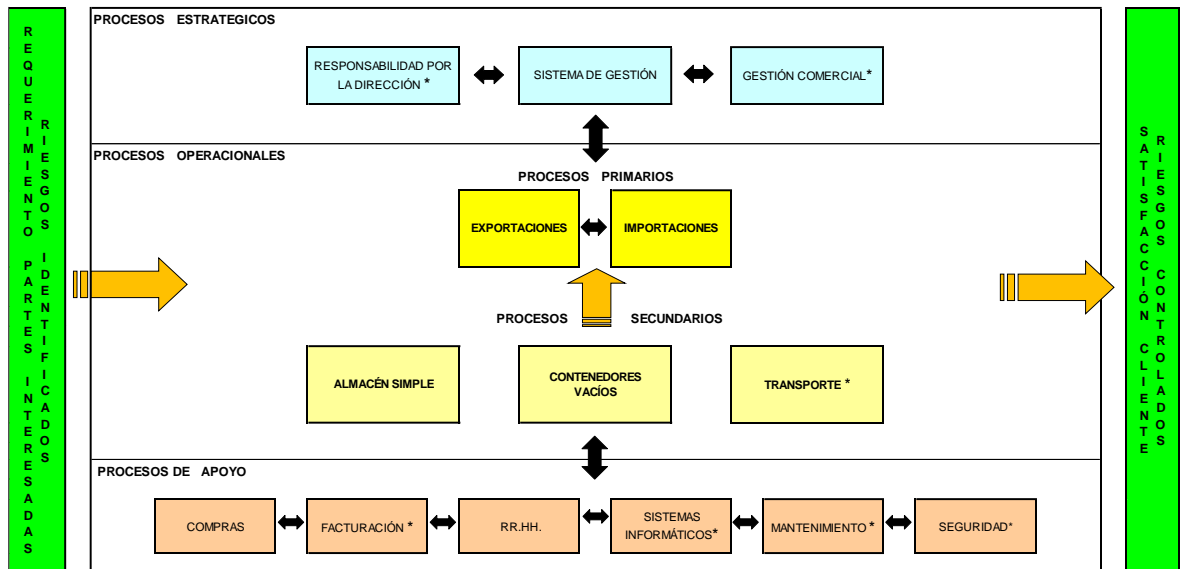 REQUERIMIENTO PARTES INTERESADAS
RIESGOS IDENTIFICADOS
PROCESOS ESTRATEGICOS
RESPONSABILIDAD POR
LA DIRECCIÓN *
SISTEMA DE GESTIÓN
GESTIÓN COMERCIAL*
PROCESOS OPERACIONALES
PROCESOS PRIMARIOS
EXPORTACIONES
IMPORTACIONES
PROCESOS SECUNDARIOS
ALMACÉN SIMPLE
CONTENEDORES
VACÍOS
TRANSPORTE *
PROCESOS DE APOYO
COMPRAS
FACTURACIÓN *
RR.HH.
SISTEMAS
INFORMÁTICOS*
MANTENIMIENTO *
SEGURIDAD*
SATISFACCIÓN CLIENTE
RIESGOS CONTROLADOS